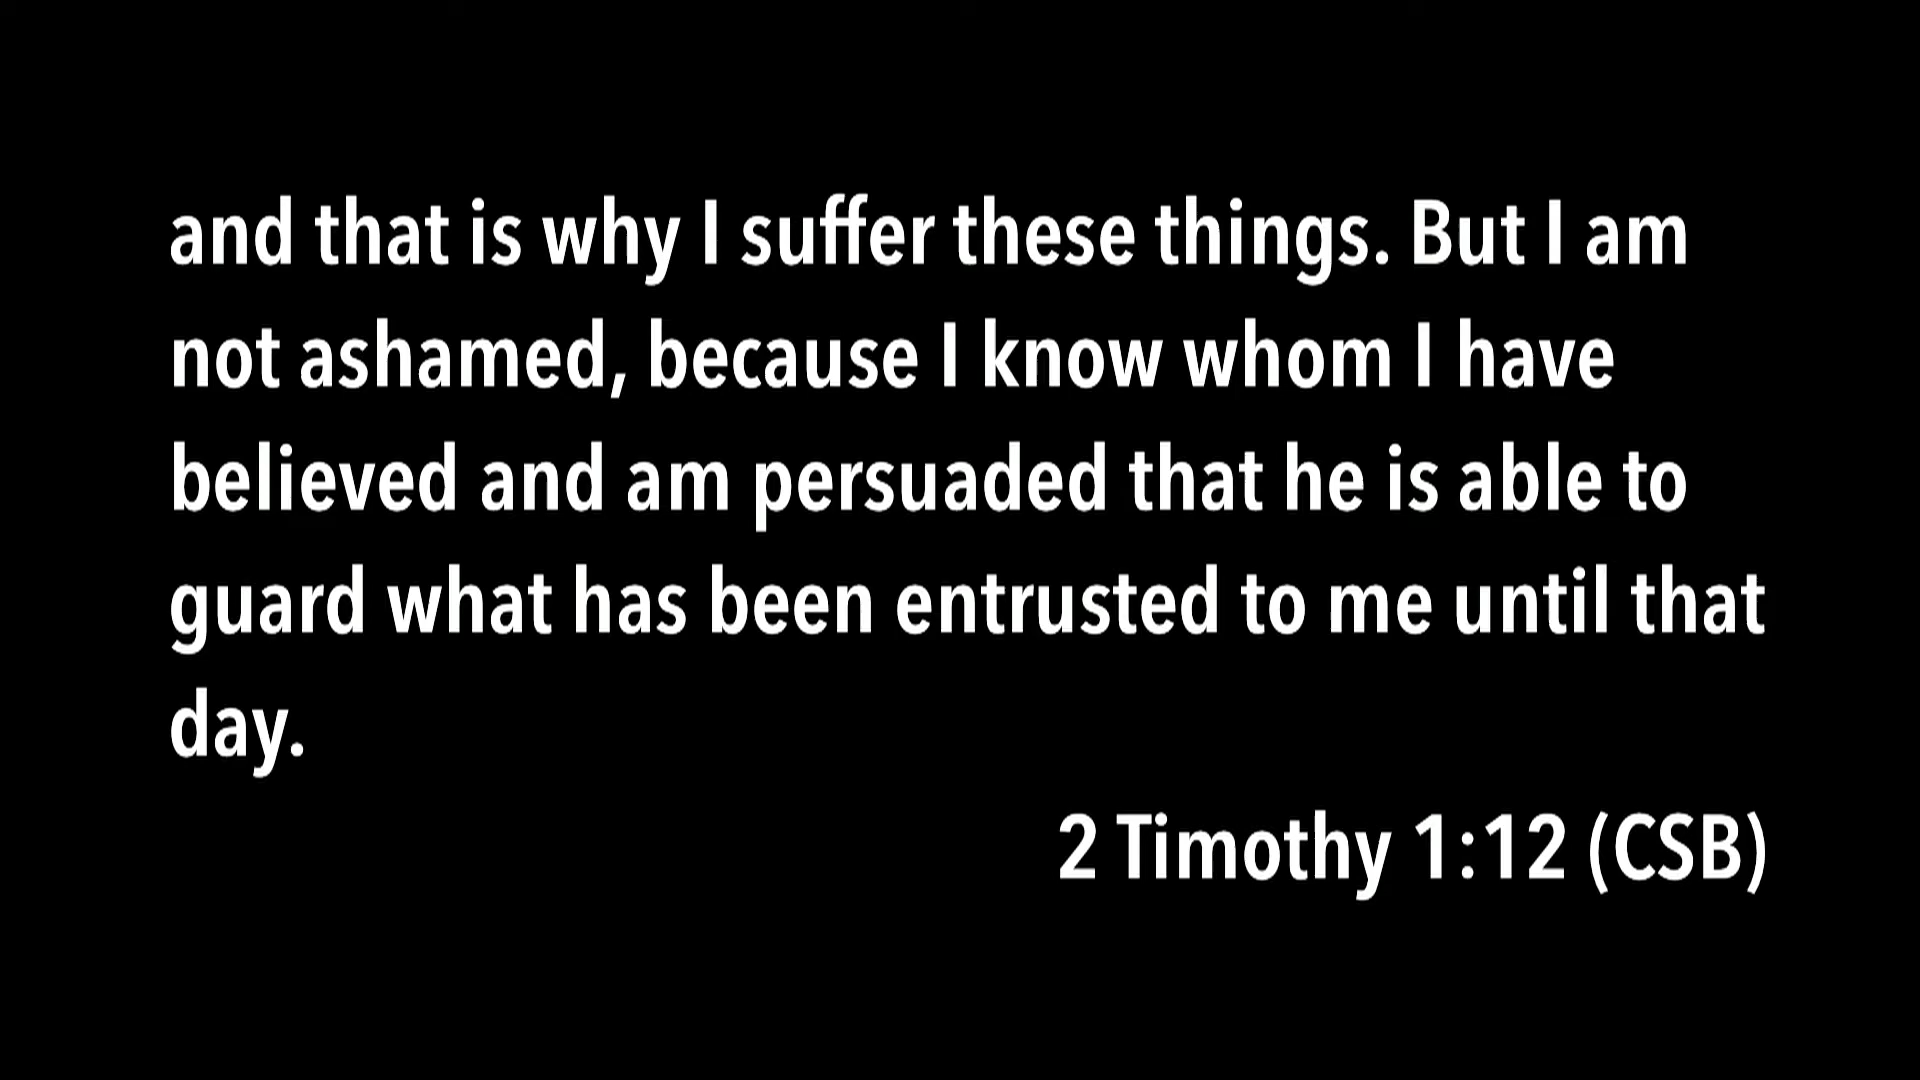 and that is why I suffer these things. But I am
not ashamed, because I know whom I have
believed and am persuaded that he is able to
guard what has been entrusted to me until that
day.
2 Timothy 1:12 (CSB)